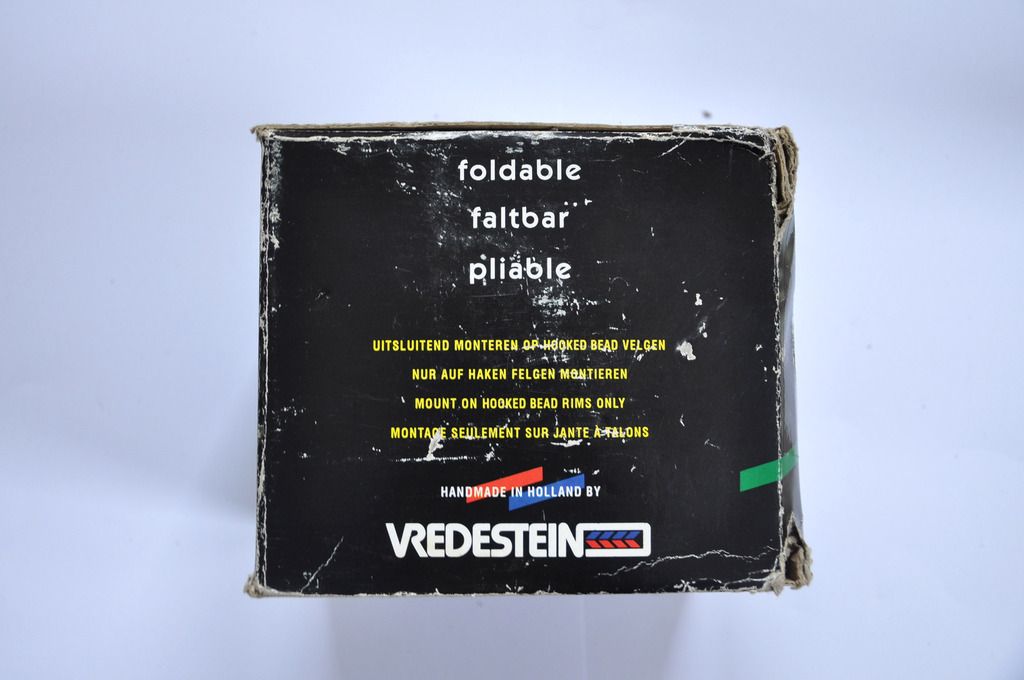 foldable
faltbar
pliable
UITSLUITEND MONTEREN OP HOOKED BEAD VELGEN
NUR AUF HAKEN FELGEN MONTIEREN
MOUNT ON HOOKED BEAD RIMS ONLY
MONTAGE SEULEMENT SUR JANTE À TALONS
HANDMADE IN HOLLAND BY
VREDESTEIN